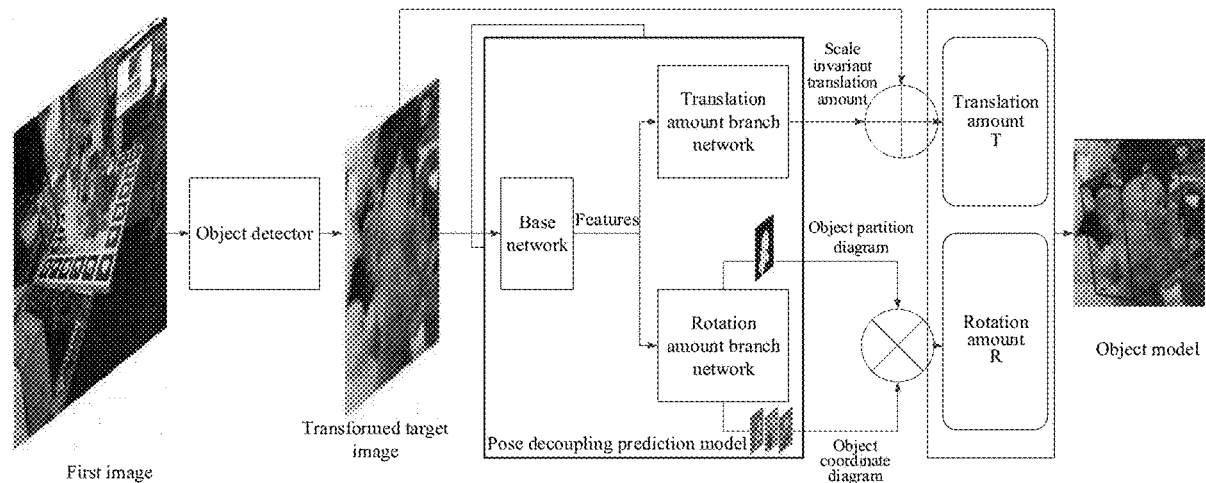 First image
Object detector
Transformed target
image
Base
network
Features
Translation
amount branch
network
Rotation
amount branch
network
Pose decoupling prediction model
Scale
invariant
translation
amount
Object partition
diagram
Object
coordinate
diagram
Translation
amount
T
Rotation
amount
R
Object model